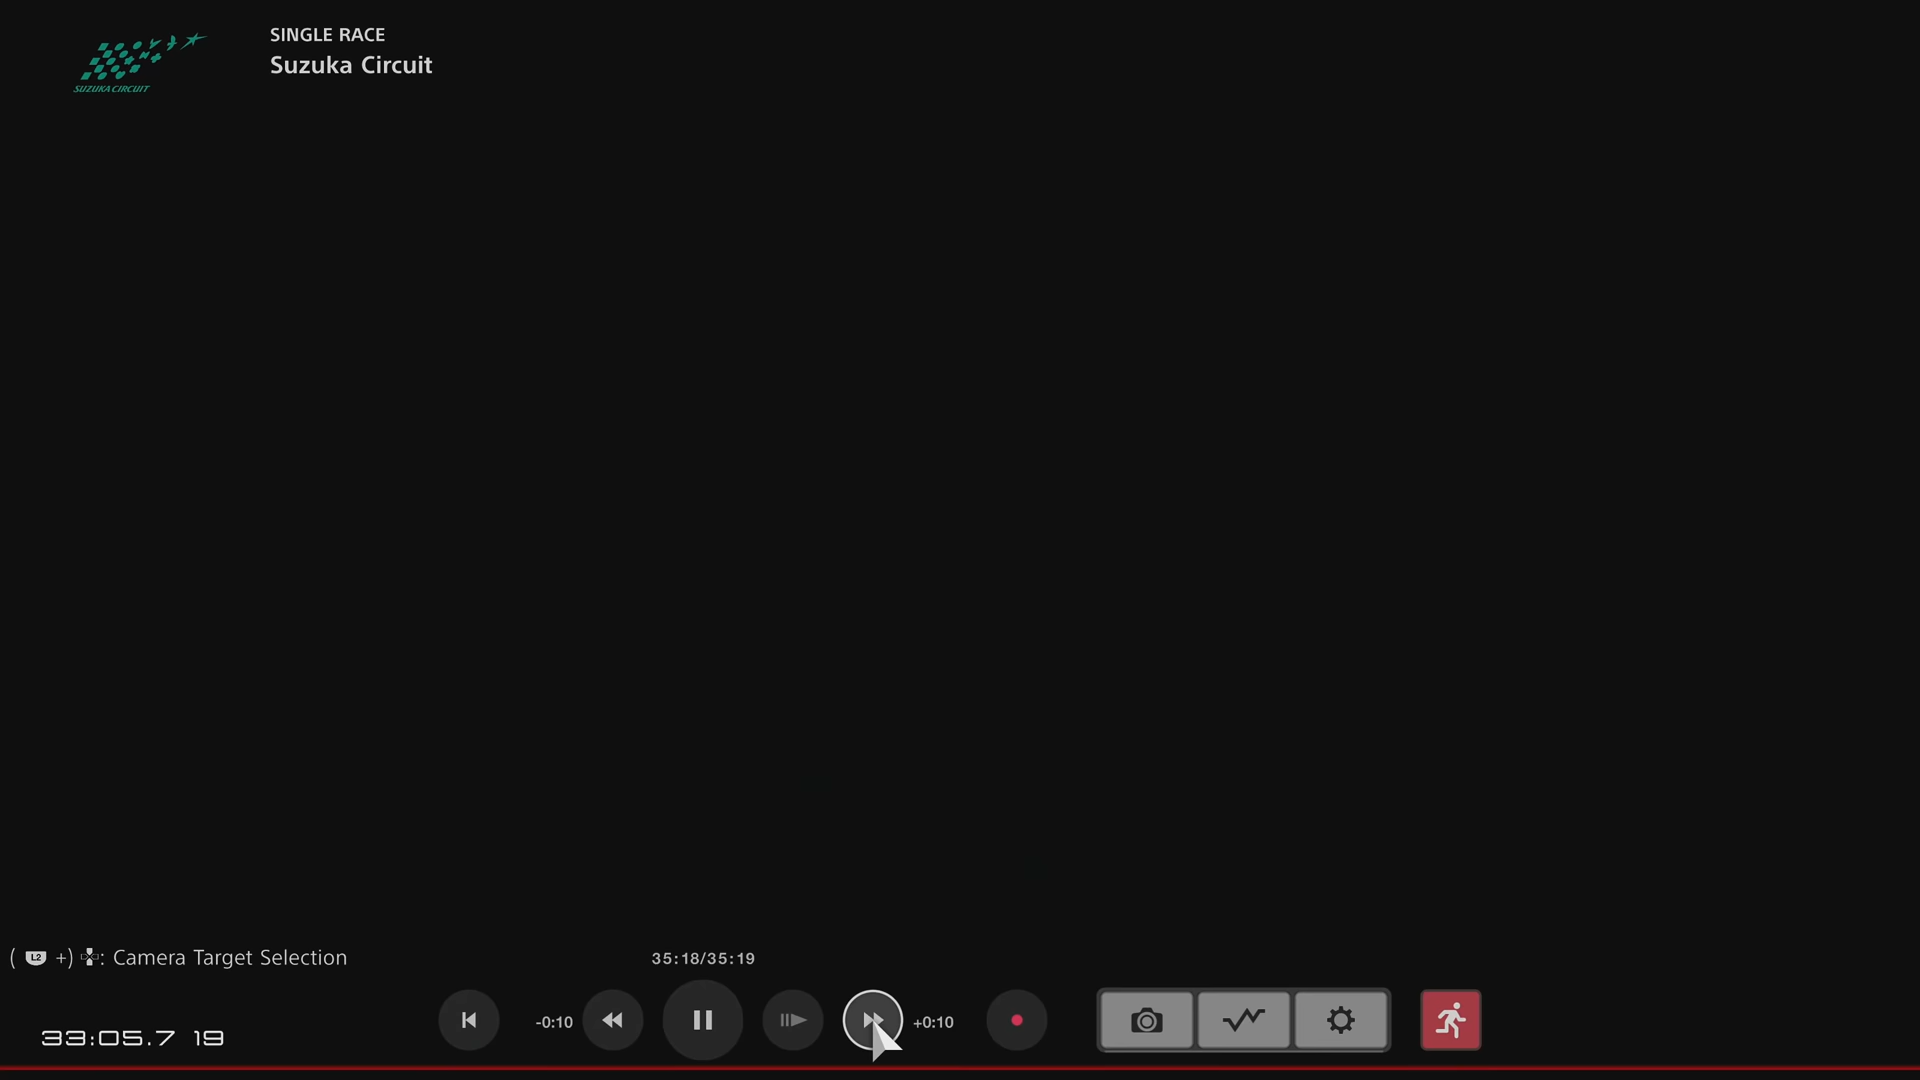 SINGLE RACE
Suzuka Circuit
SUZUKA CIRCUIT
( L2 +) : Camera Target Selection
35:18/35:19
-0:10
+0:10
33:05.7 19